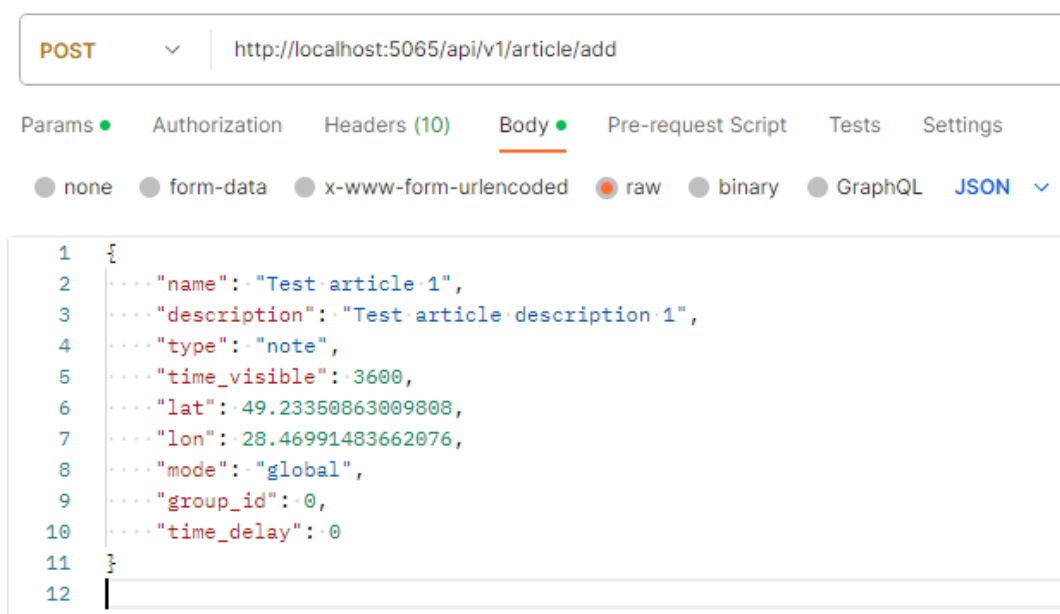 POST http://localhost:5065/api/v1/article/add
Params Authorization Headers (10) Body Pre-request Script Tests Settings
none form-data x-www-form-urlencoded raw binary GraphQL JSON
1 {
2 "name": "Test article 1",
3 "description": "Test article description 1",
4 "type": "note",
5 "time_visible": 3600,
6 "lat": 49.23350863009808,
7 "lon": 28.46991483662076,
8 "mode": "global",
9 "group_id": 0,
10 "time_delay": 0
11 }
12